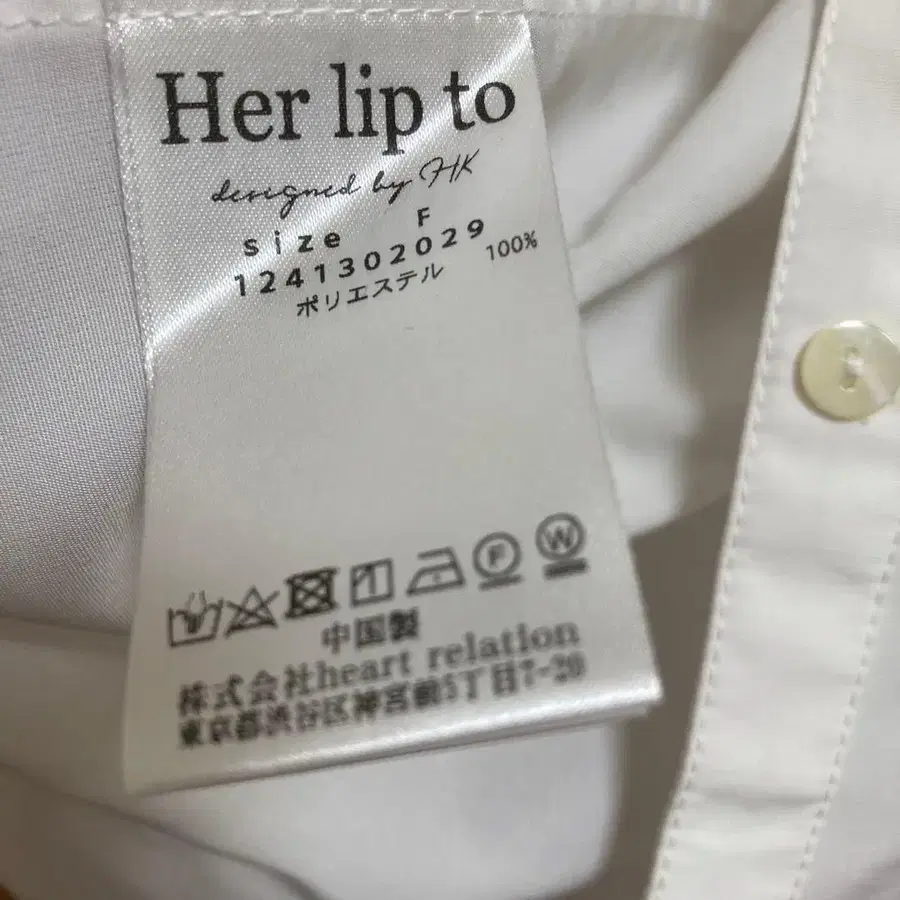 Her lip to
designed by HK
size F
1241302029
ポリエステル 100%
F W
中国製
株式会社heart relation
東京都渋谷区神宮前5丁目7-20